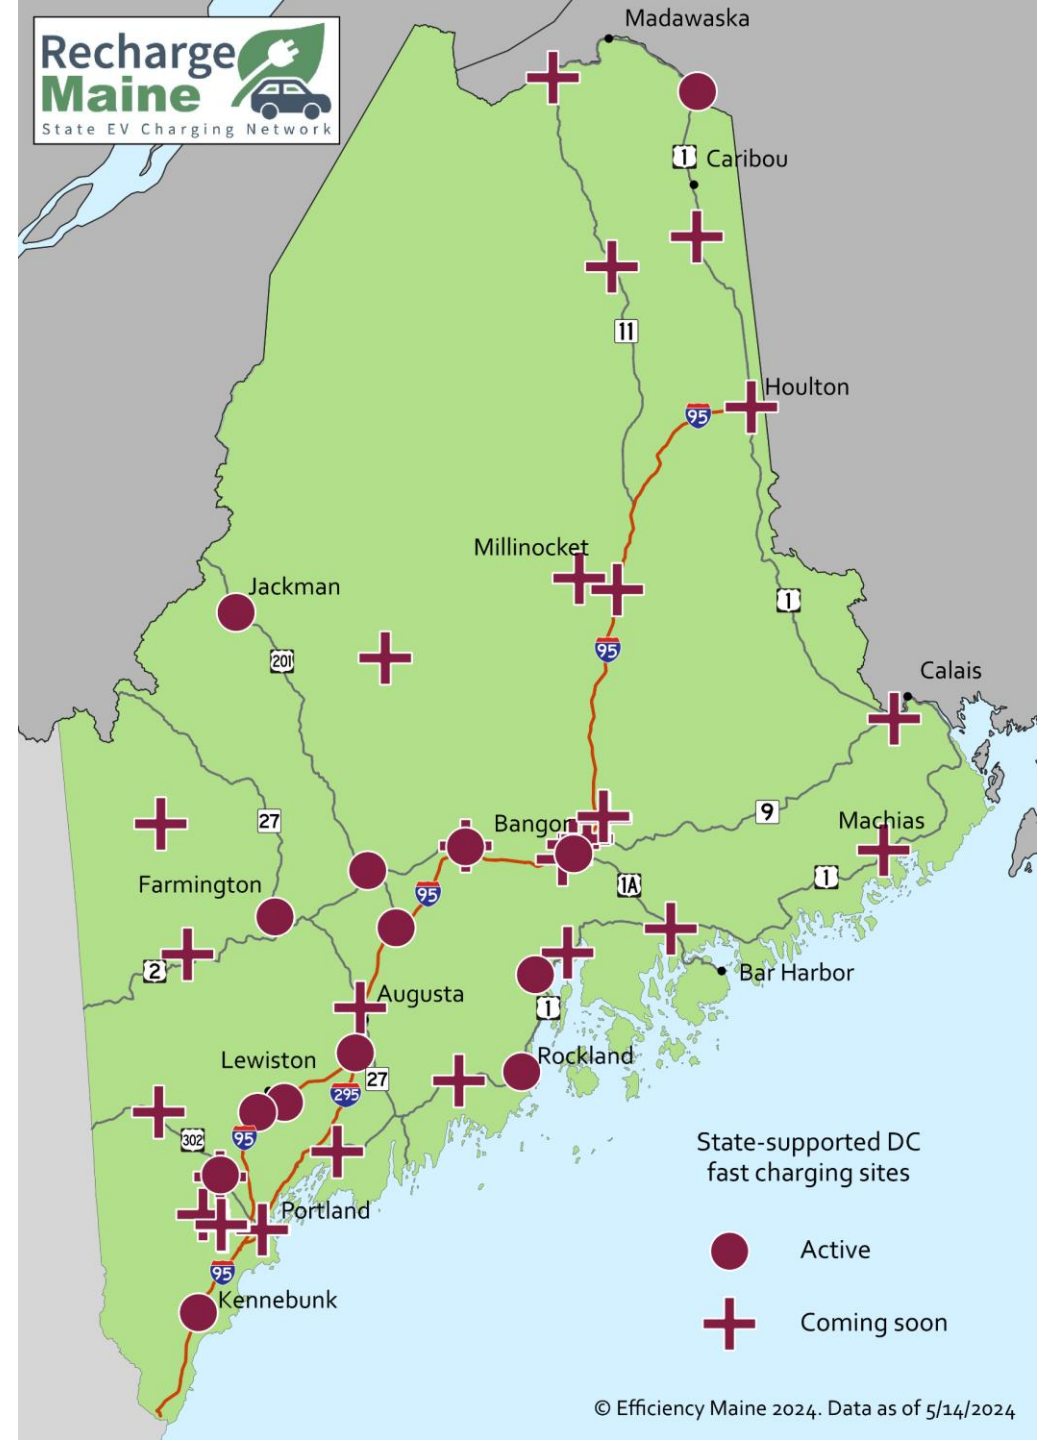 Recharge
Maine
State EV Charging Network
Madawaska
1
Caribou
11
Houlton
95
Millinocket
Jackman
1
95
201
Calais
27
9
Machias
Bangor
Farmington
95
1A
1
2
Bar Harbor
Augusta
1
Rockland
Lewiston
27
295
302
95
State-supported DC
fast charging sites
Portland
Active
95
Kennebunk
Coming soon
© Efficiency Maine 2024. Data as of 5/14/2024